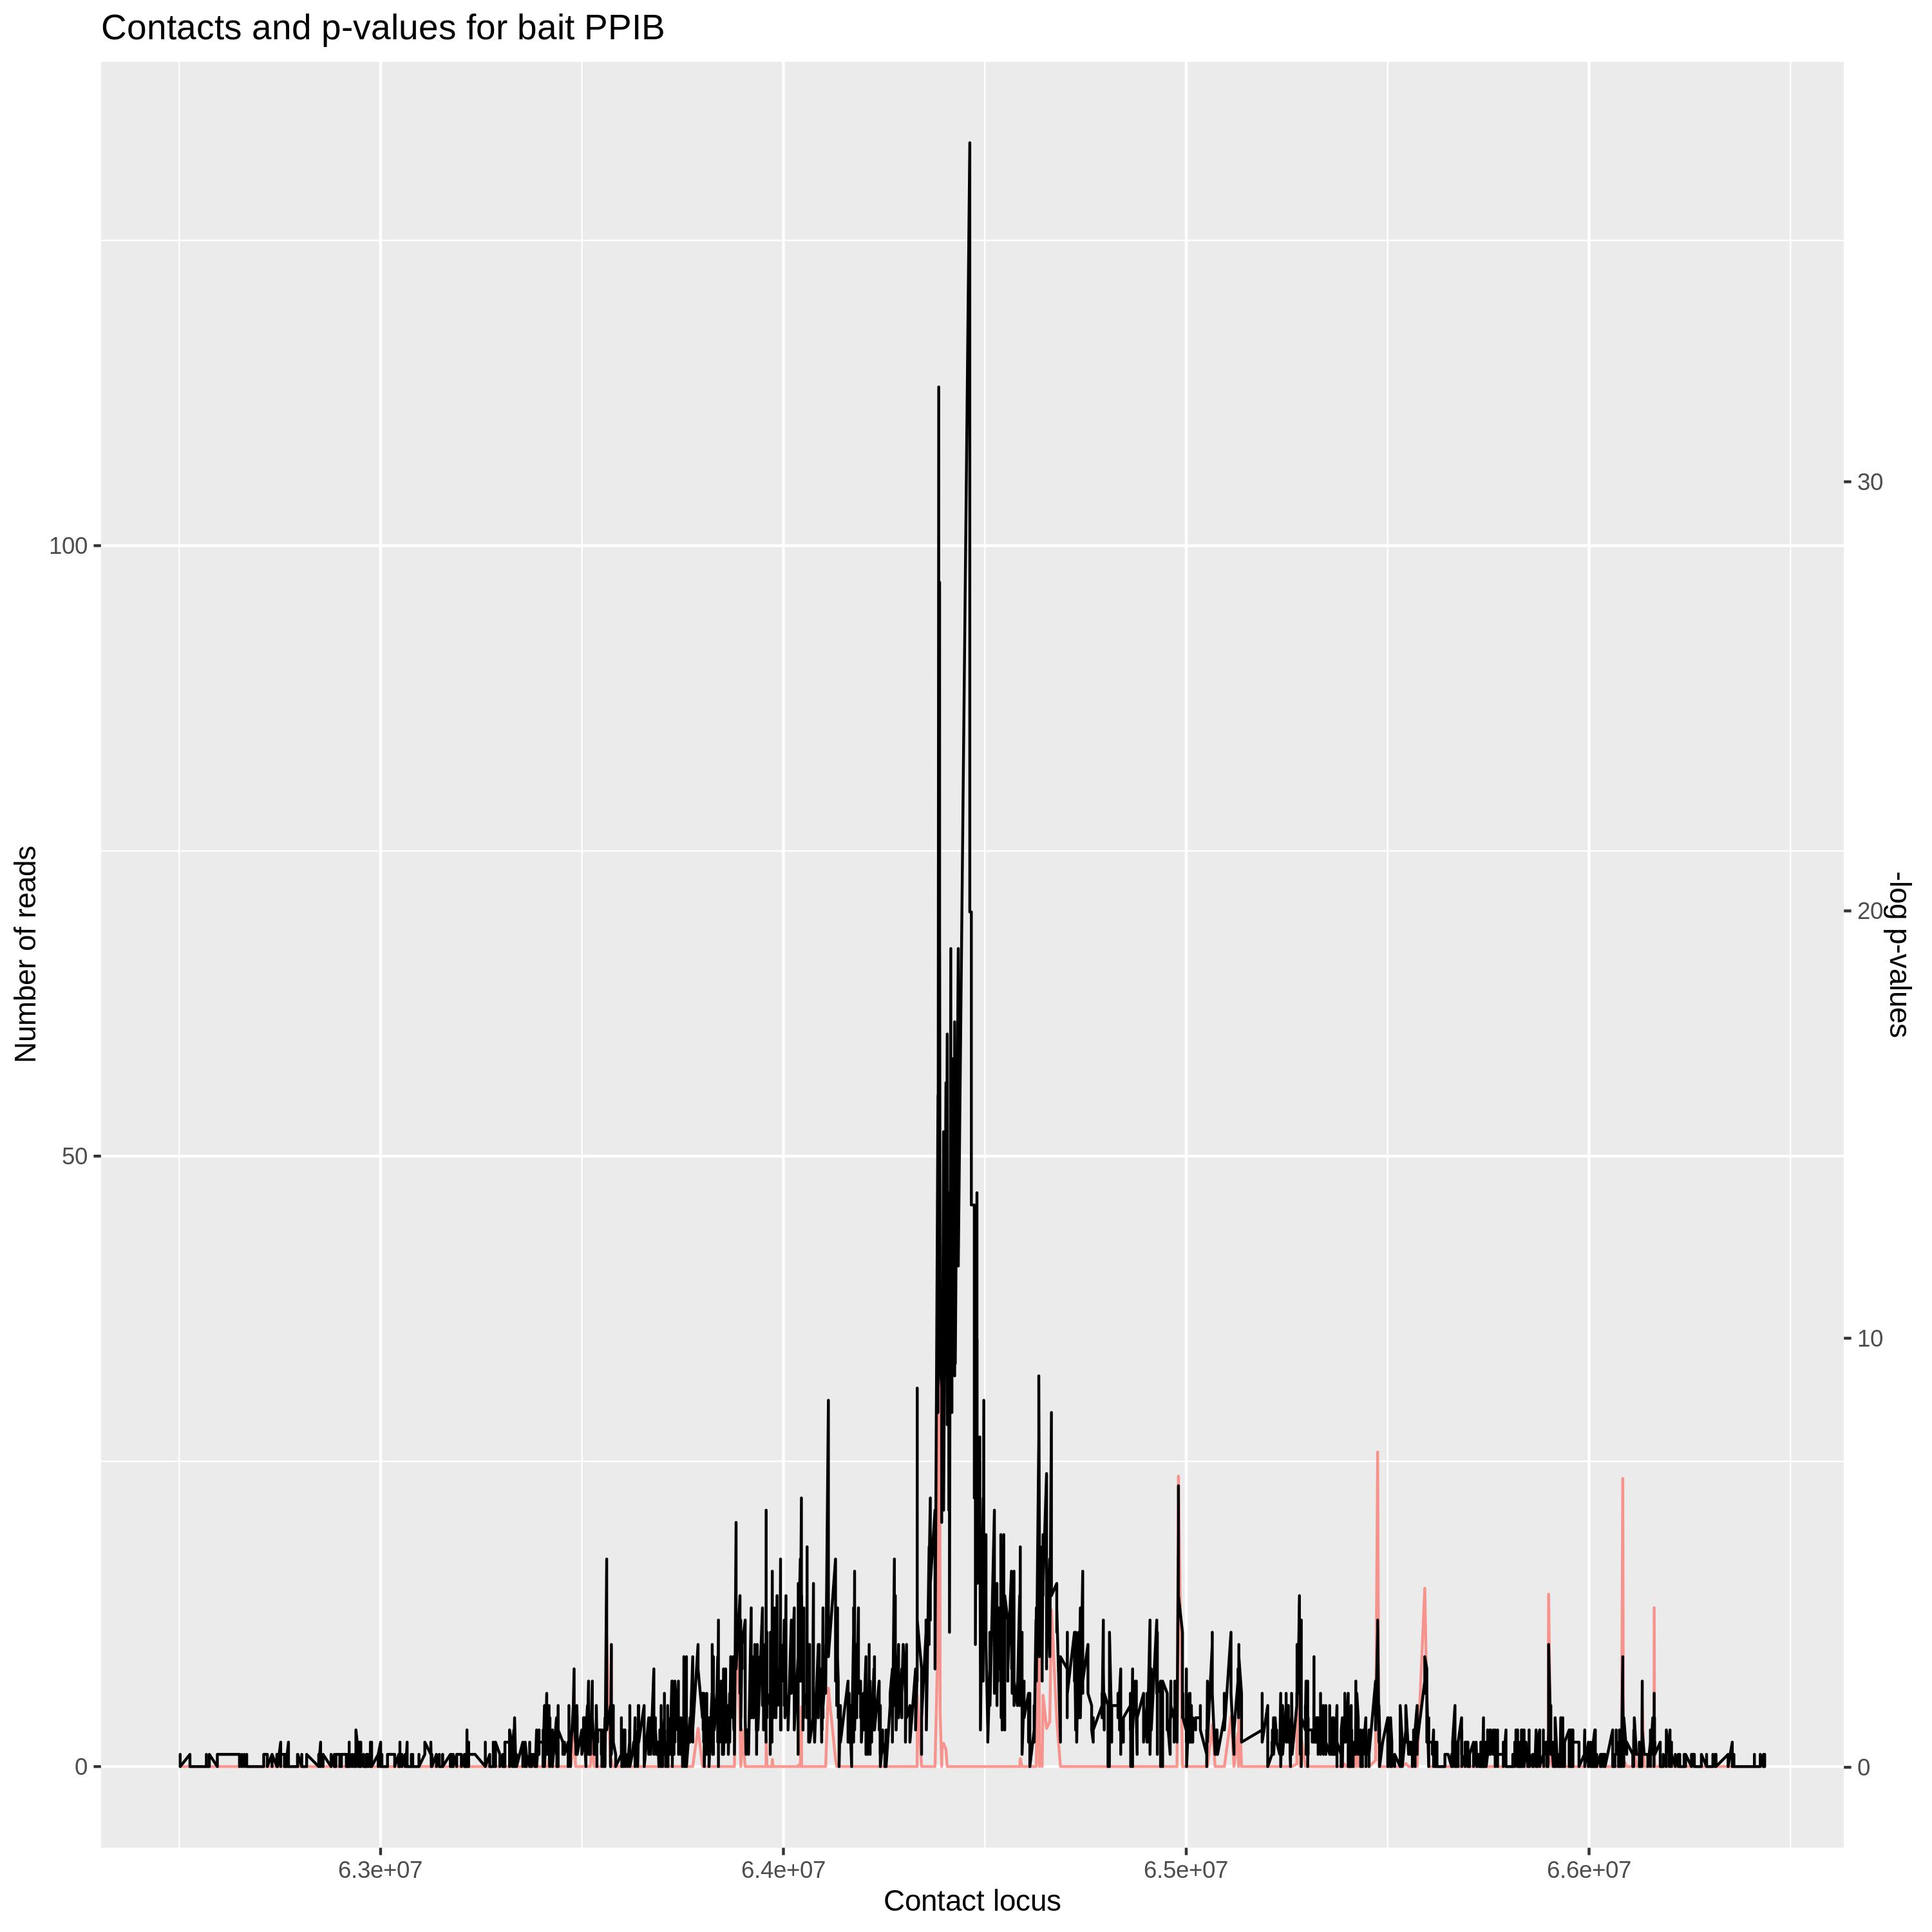 Contacts and p-values for bait PPIB
Number of reads
100
50
0
30
20
10
0
-log p-values
6.3e+07 6.4e+07 6.5e+07 6.6e+07
Contact locus